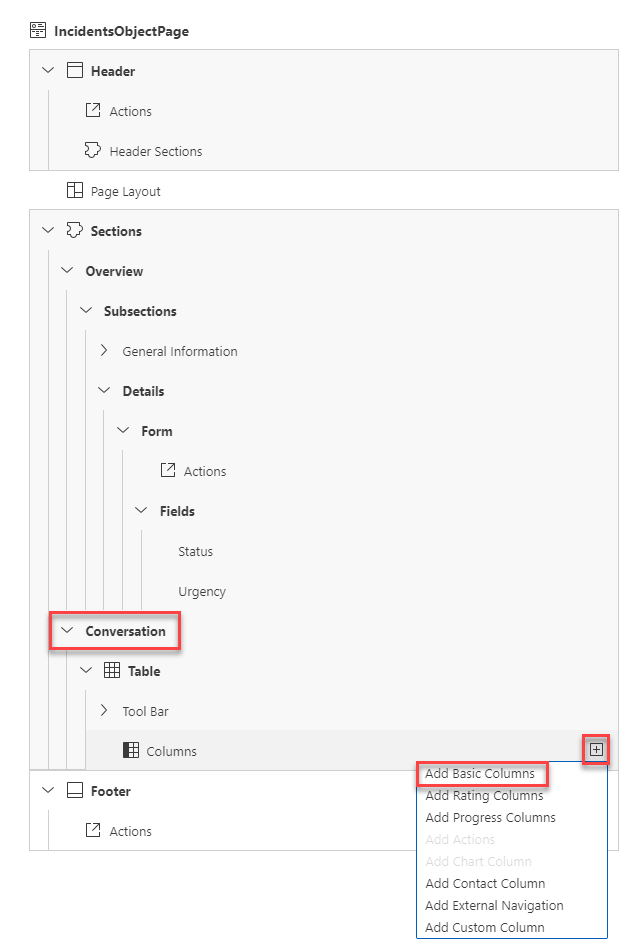 IncidentsObjectPage
Header
Actions
Header Sections
Page Layout
Sections
Overview
Subsections
General Information
Details
Form
Actions
Fields
Status
Urgency
Conversation
Table
Tool Bar
Columns
Add Basic Columns
Footer
Add Rating Columns
Add Progress Columns
Actions
Add Actions
Add Chart Column
Add Contact Column
Add External Navigation
Add Custom Column